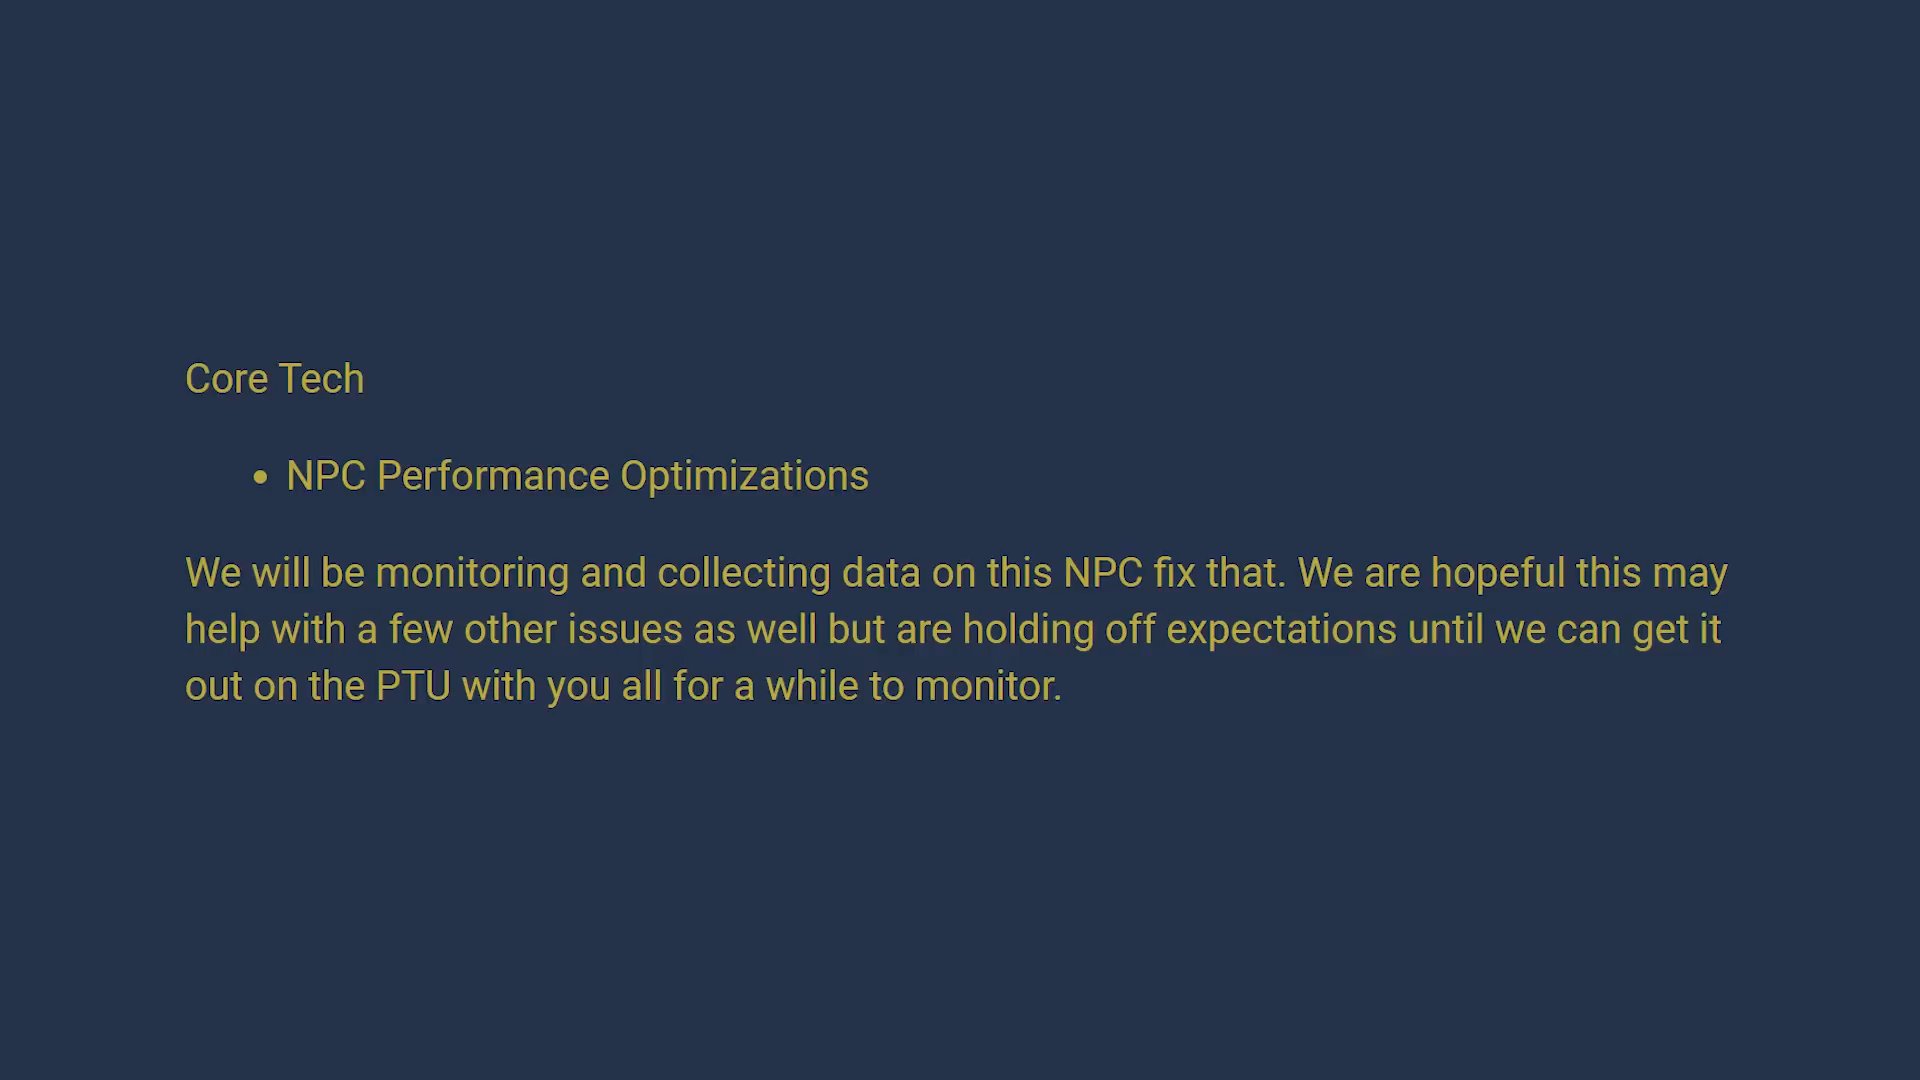 Core Tech
• NPC Performance Optimizations
We will be monitoring and collecting data on this NPC fix that. We are hopeful this may
help with a few other issues as well but are holding off expectations until we can get it
out on the PTU with you all for a while to monitor.